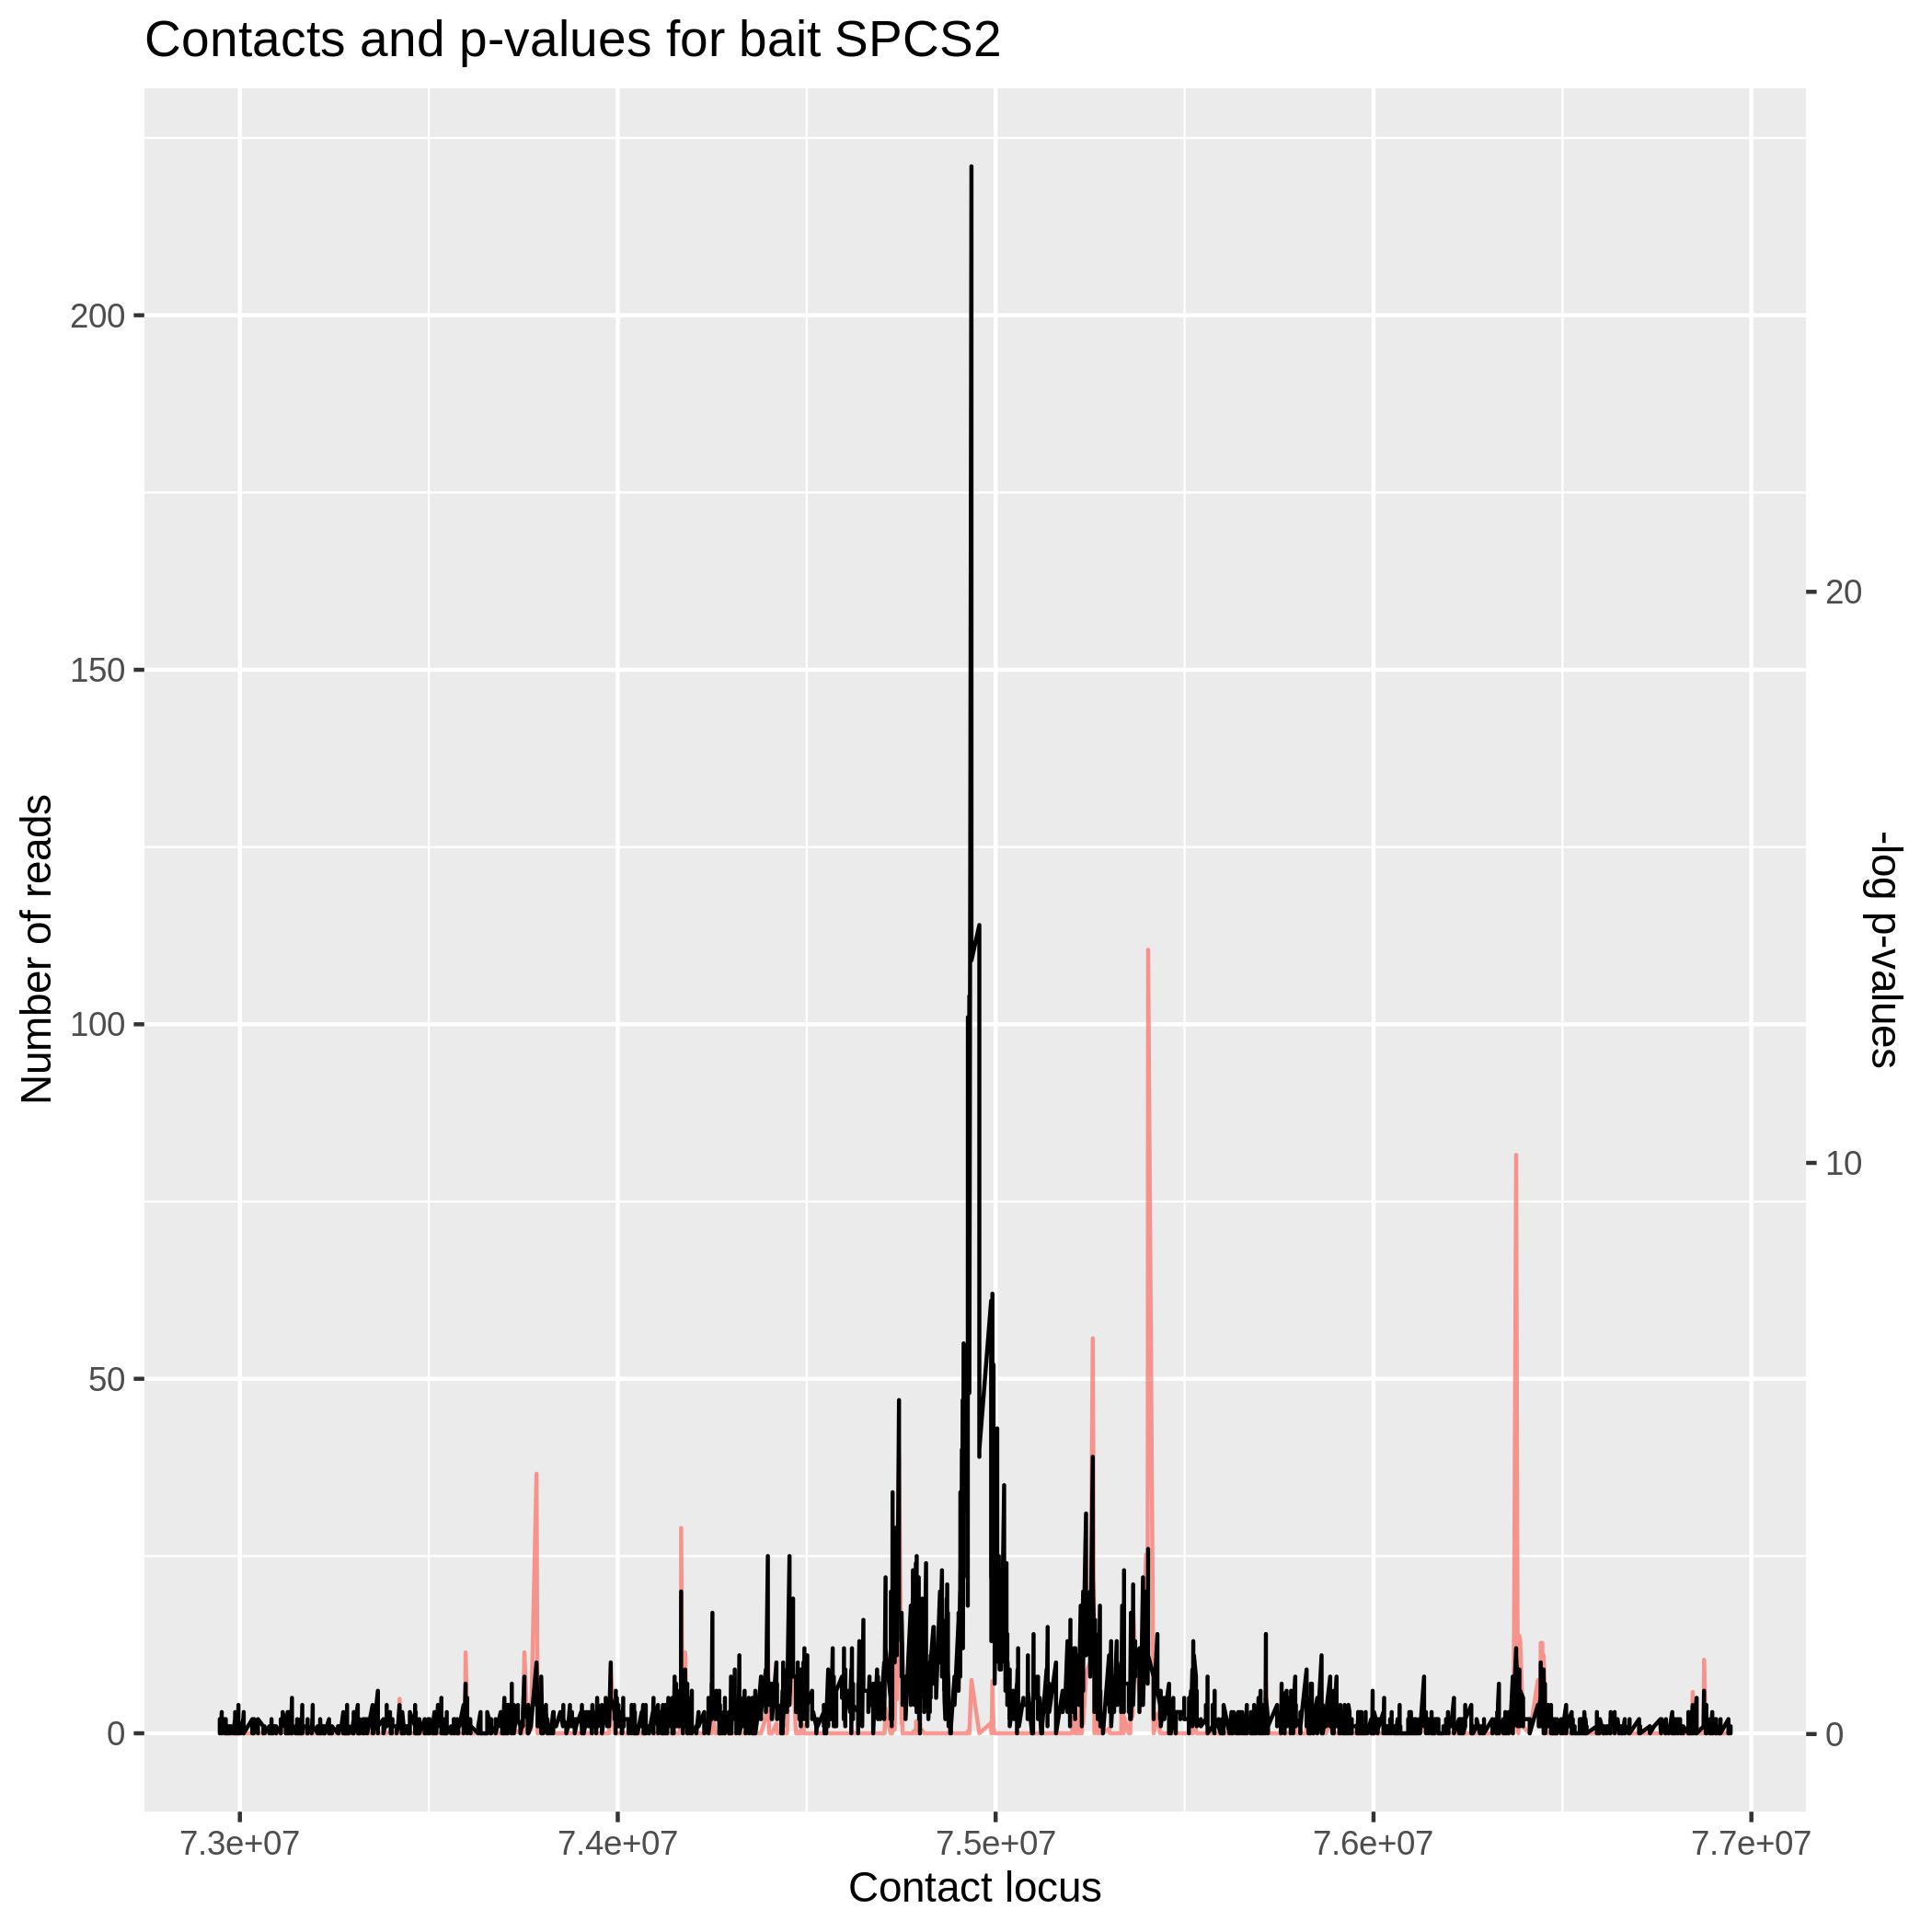 Contacts and p-values for bait SPCS2
Number of reads
200
150
100
50
0
20
10
0
-log p-values
7.3e+07
7.4e+07
7.5e+07
7.6e+07
7.7e+07
Contact locus